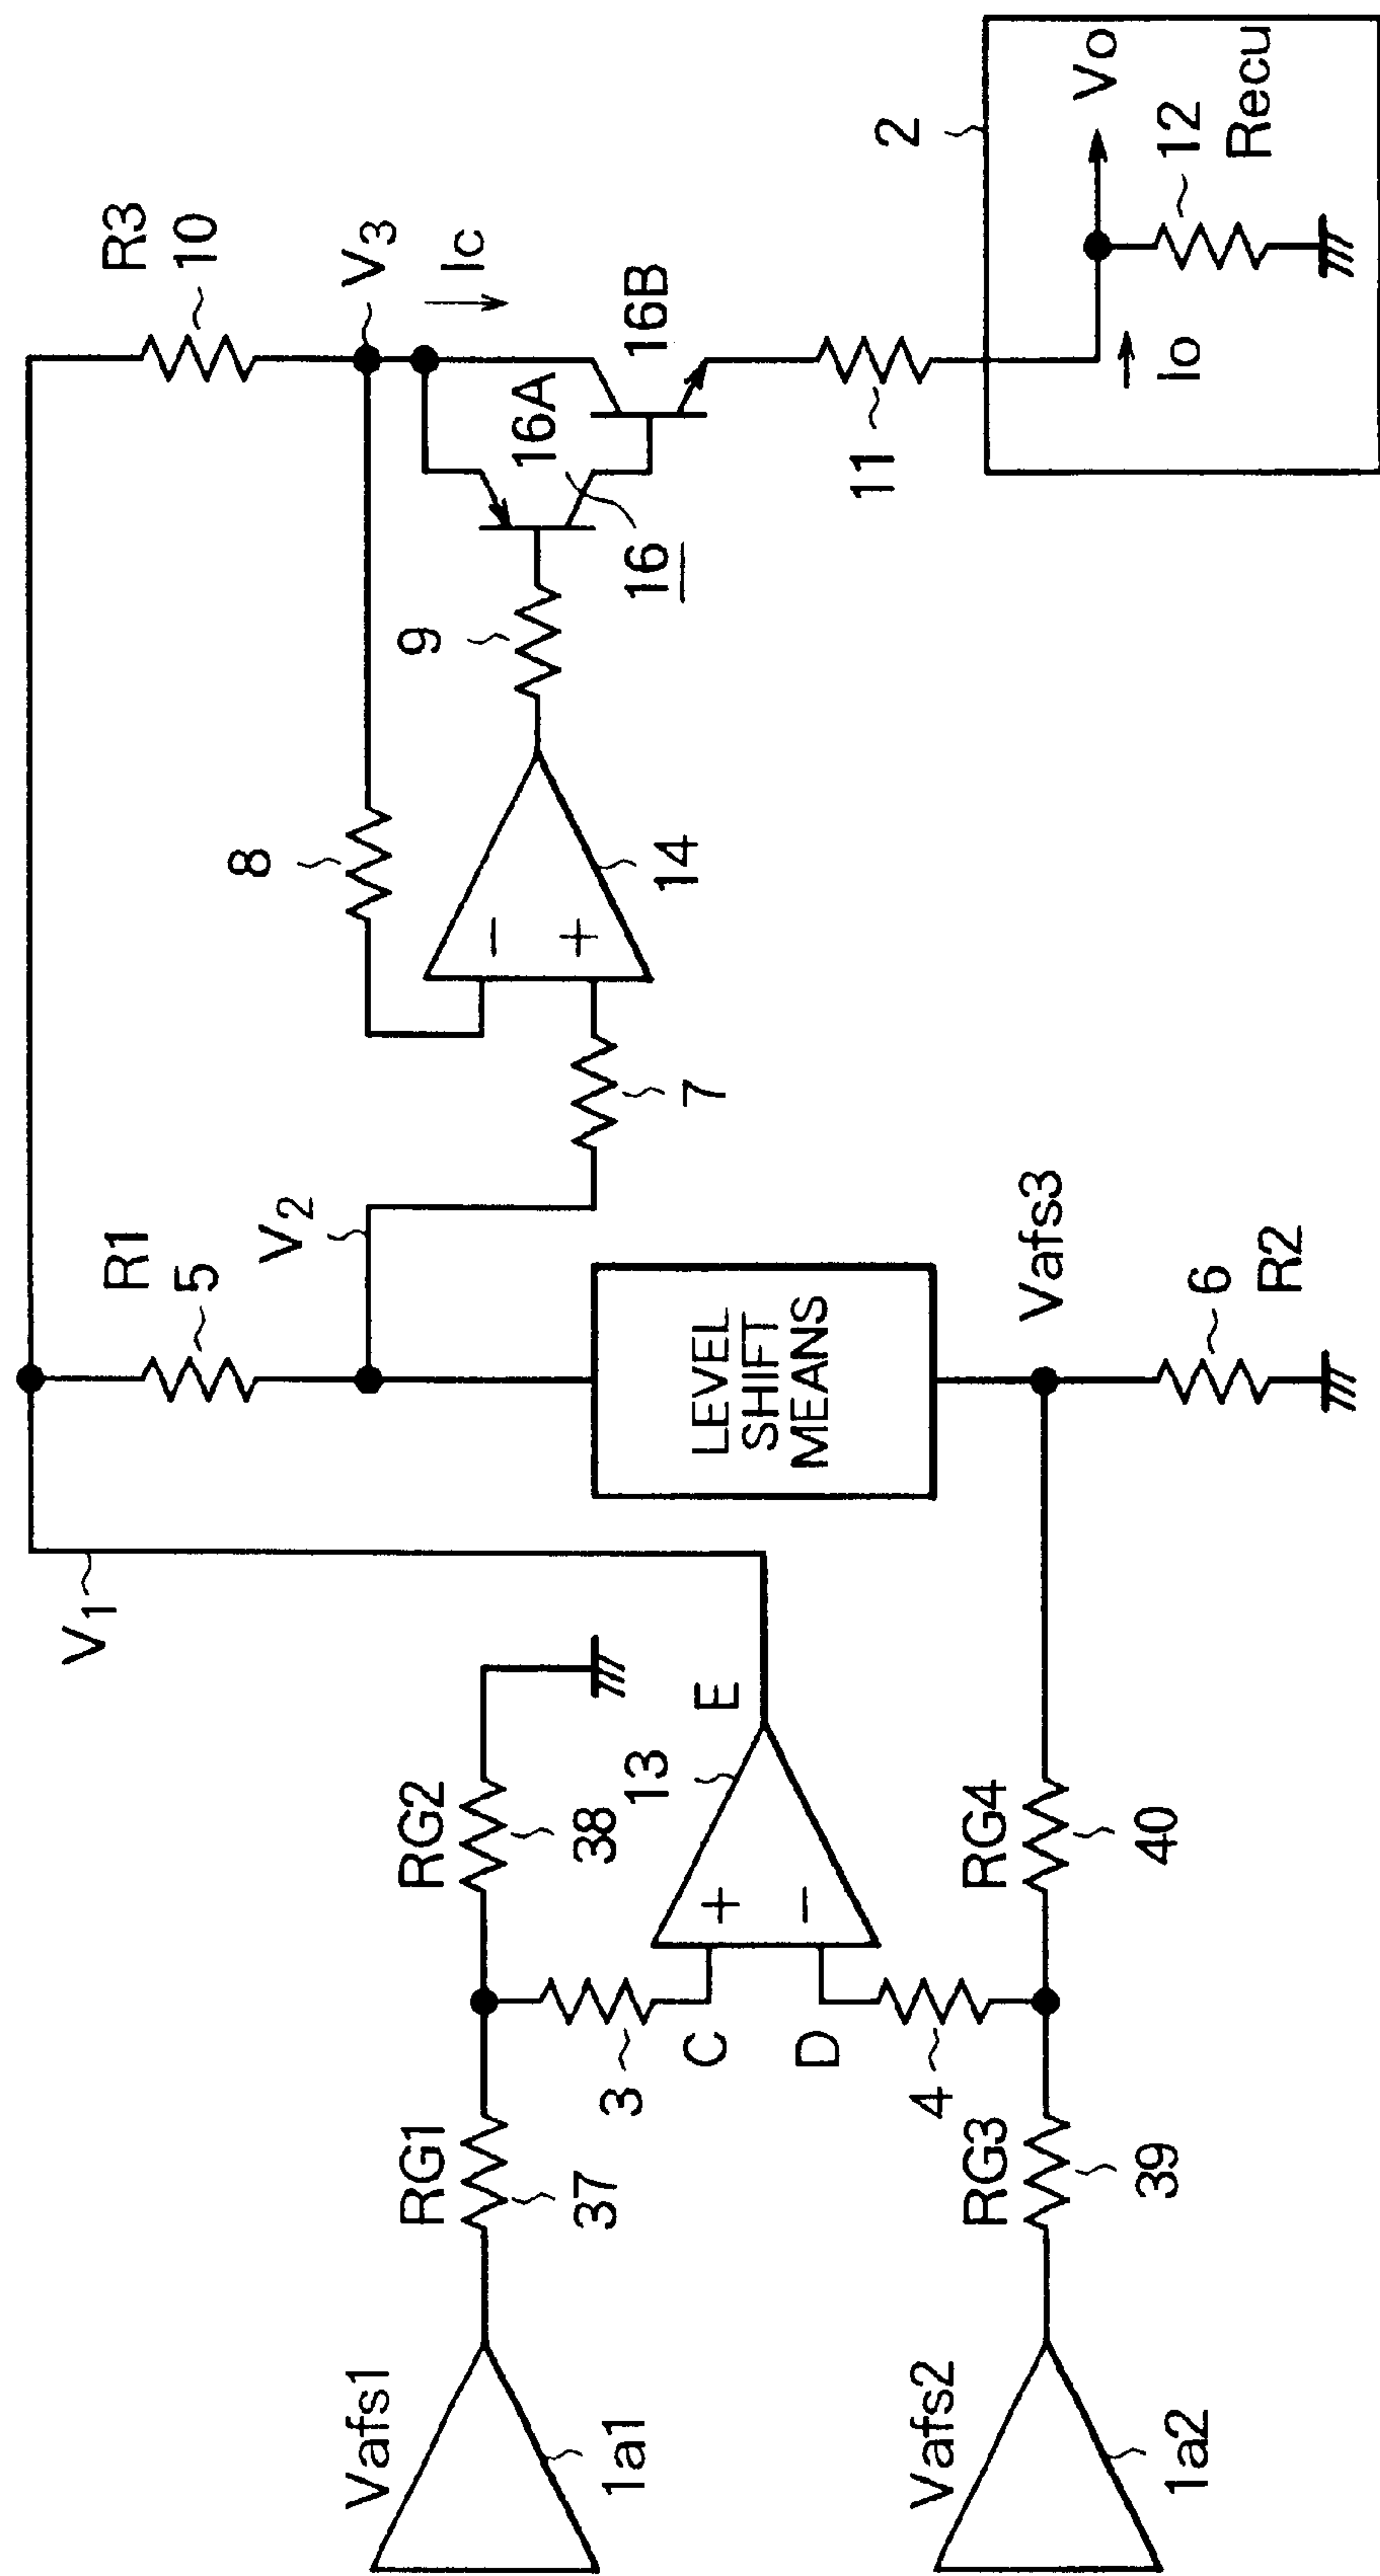 R3
10
V3
Ic
R1
5
V2
8
9
16A
16B
16
V1
−
+
14
7
11
Io
2
Vo
12
Recu
LEVEL
SHIFT
MEANS
Vafs3
6
R2
Vafs1
1a1
RG1
37
RG2
38
3
C
D
4
+
−
13
E
Vafs2
1a2
RG3
39
RG4
40